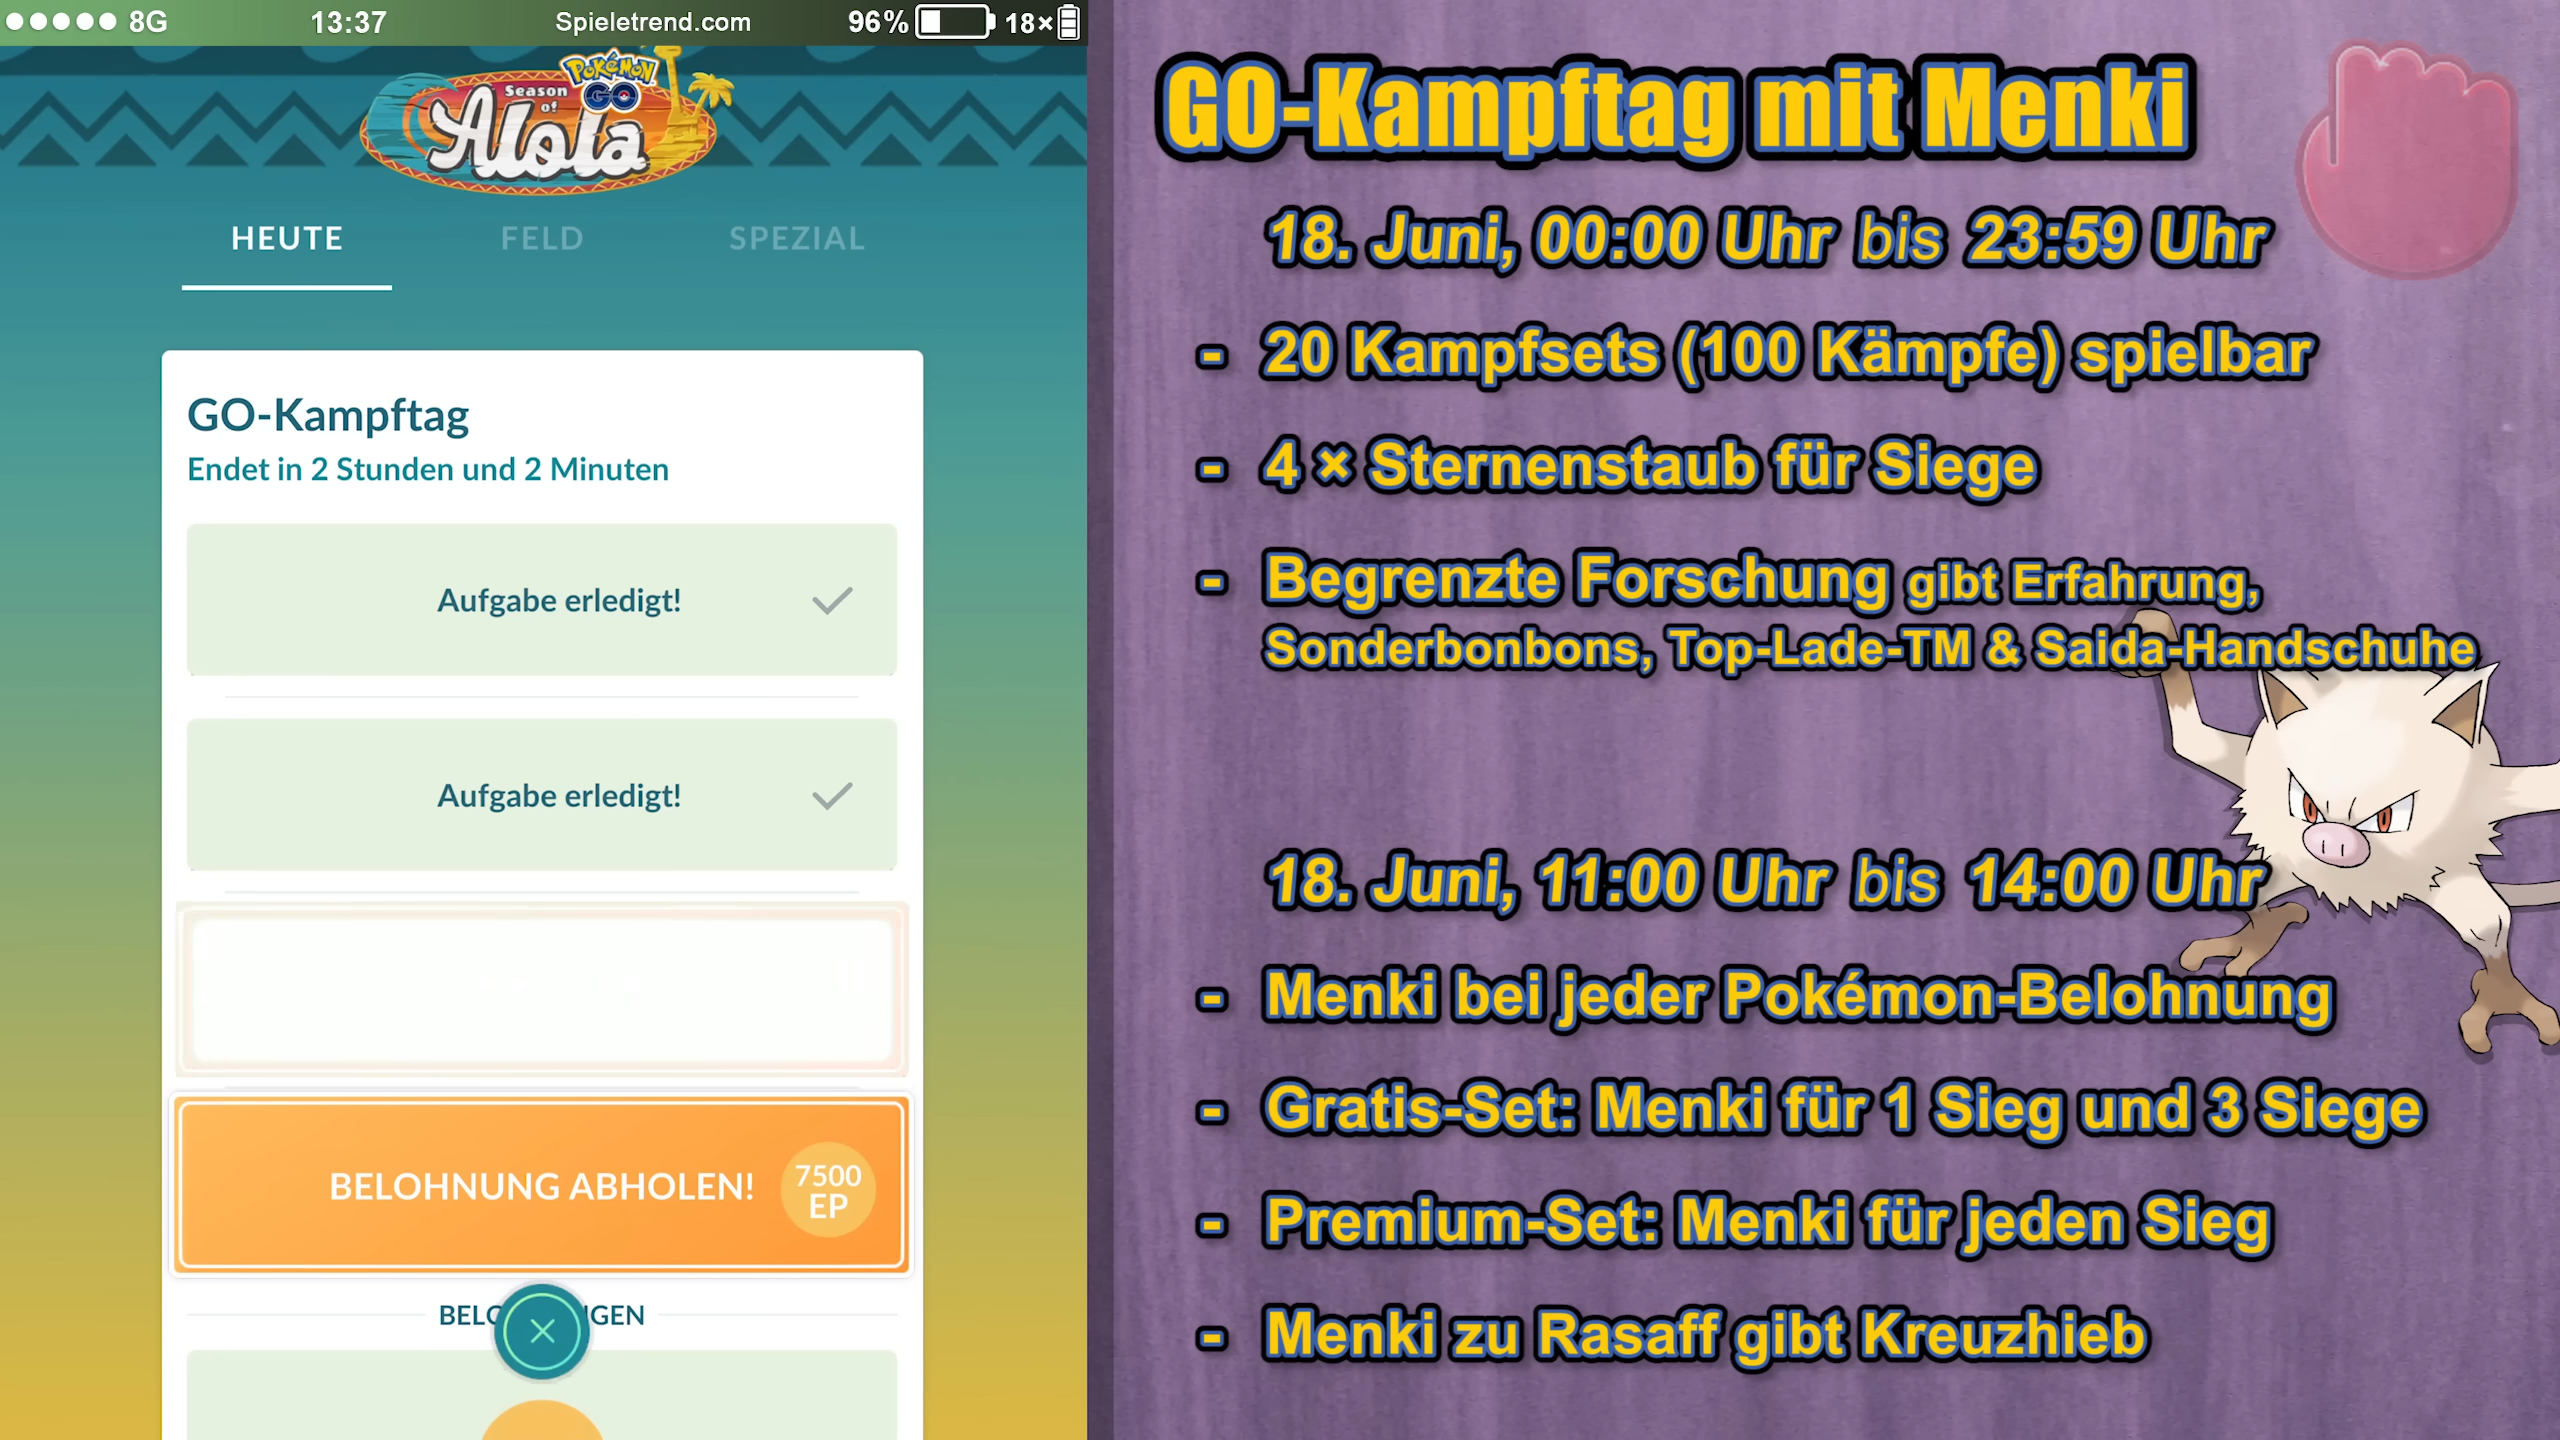 8G
13:37
Spieletrend.com
96%
18×
Pokémon
GO
Season
of
Alola
HEUTE
FELD
SPEZIAL
GO-Kampftag
Endet in 2 Stunden und 2 Minuten
Aufgabe erledigt!
Aufgabe erledigt!
BELOHNUNG ABHOLEN!
7500
EP
GO-Kampftag mit Menki
18. Juni, 00:00 Uhr bis 23:59 Uhr
- 20 Kampfsets (100 Kämpfe) spielbar
- 4 × Sternenstaub für Siege
- Begrenzte Forschung gibt Erfahrung,
Sonderbonbons, Top-Lade-TM & Saida-Handschuhe
18. Juni, 11:00 Uhr bis 14:00 Uhr
- Menki bei jeder Pokémon-Belohnung
- Gratis-Set: Menki für 1 Sieg und 3 Siege
- Premium-Set: Menki für jeden Sieg
- Menki zu Rasaff gibt Kreuzhieb